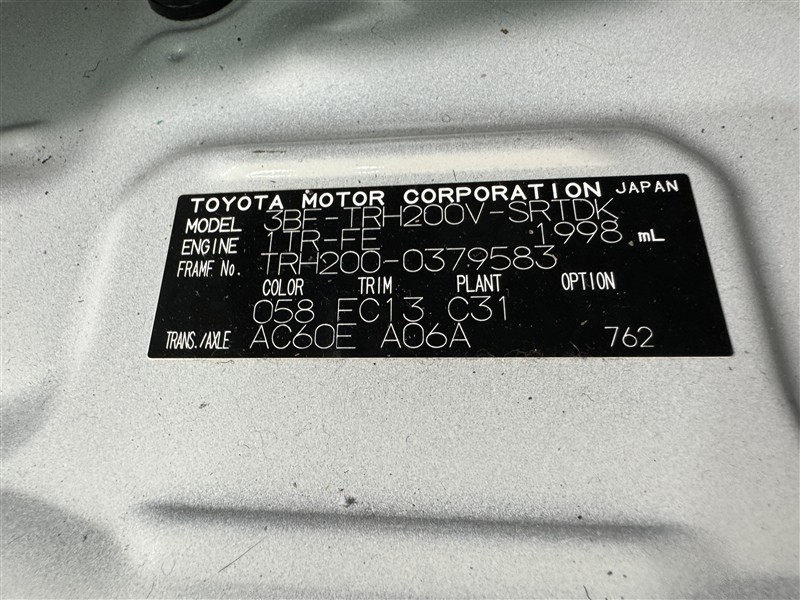 TOYOTA MOTOR CORPORATION JAPAN
MODEL 3BF-TRH200V-SRTDK
ENGINE 1TR-FE 1998 mL
FRAME No. TRH200-0379583
COLOR TRIM PLANT OPTION
058 FC13 C31
TRANS./AXLE AC60E A06A 762